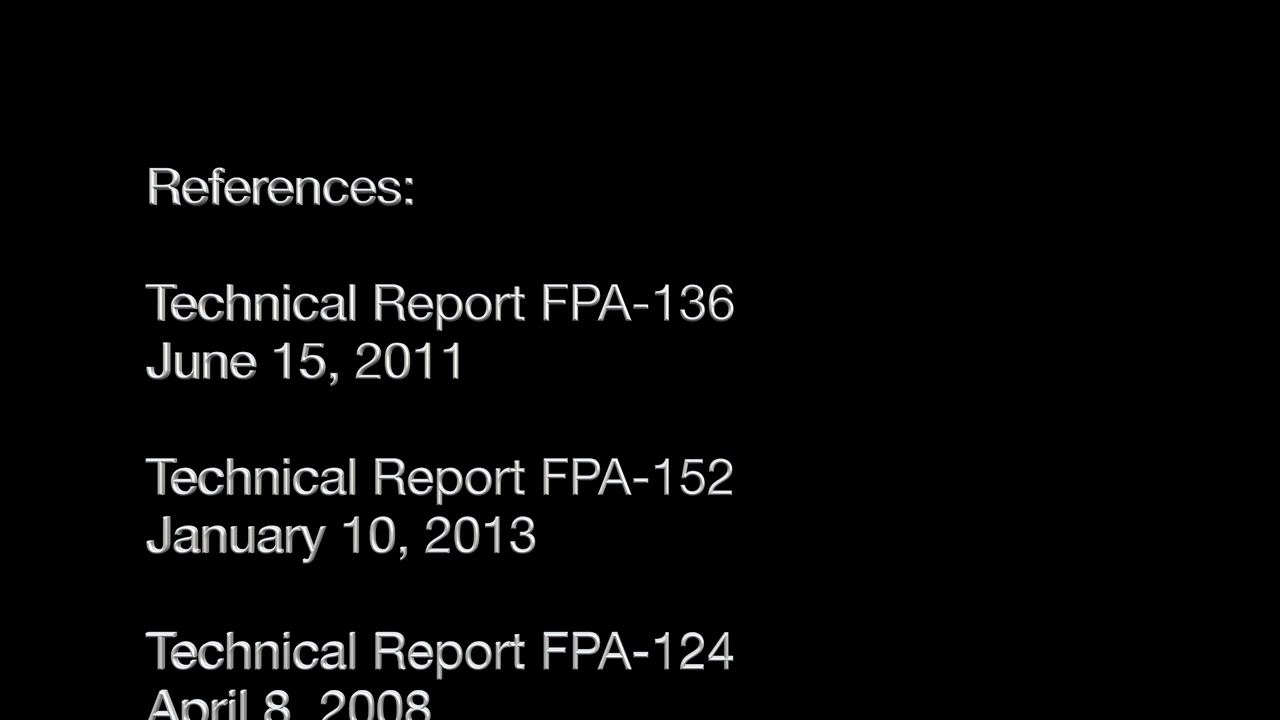 References:
Technical Report FPA-136
June 15, 2011
Technical Report FPA-152
January 10, 2013
Technical Report FPA-124
April 8, 2008